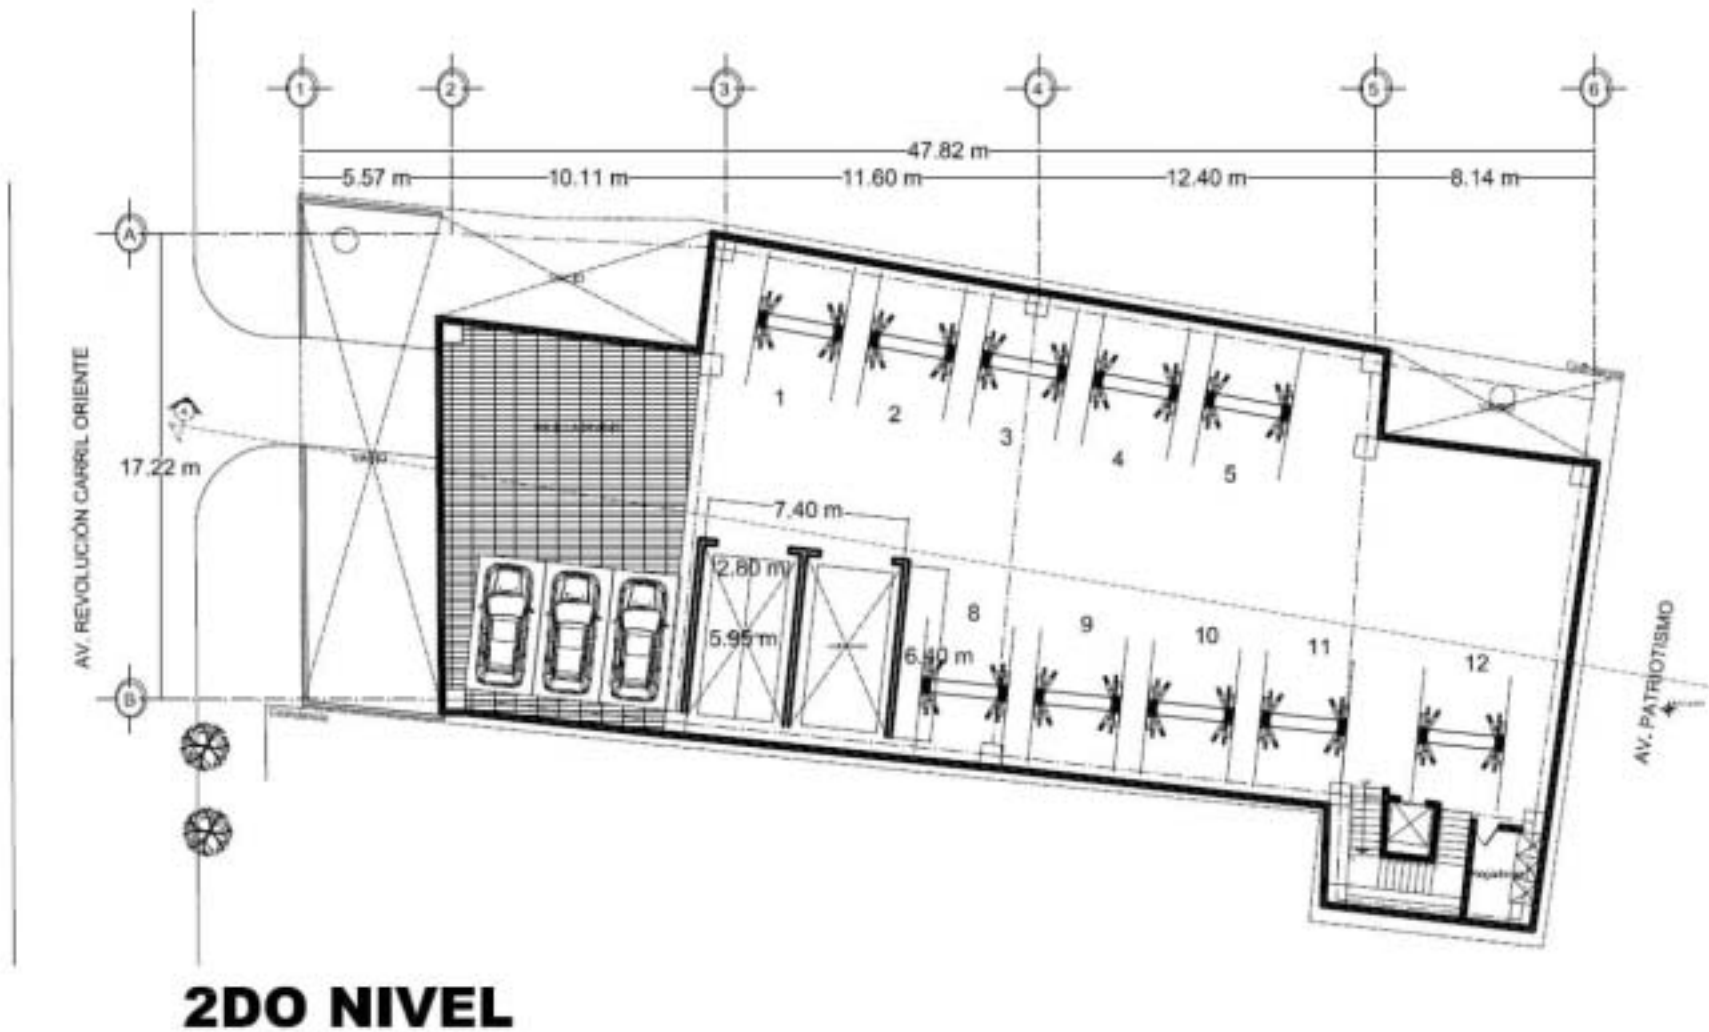 1 2 3 4 5 6
47.82 m
5.57 m 10.11 m 11.60 m 12.40 m 8.14 m
A
AV. REVOLUCIÓN CARRIL ORIENTE
17.22 m
1
2
3
4
5
7.40 m
2.80 m
5.95 m
6.40 m
8
9
10
11
12
AV. PATRIOTISMO
B
2DO NIVEL